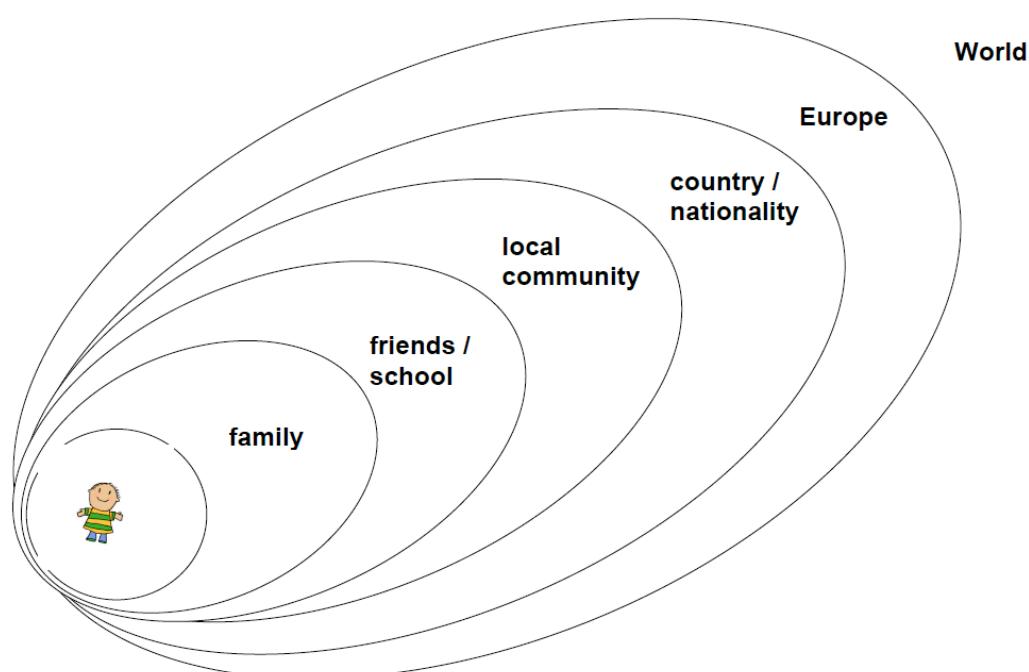 World
Europe
country /
nationality
local
community
friends /
school
family